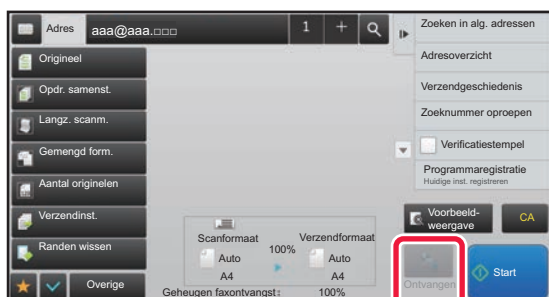 Adres
aaa@aaa.□□□
1
+
Origineel
Opdr. samenst.
Langz. scanm.
Gemengd form.
Aantal originelen
Verzendinst.
Randen wissen
Overige
Scanformaat
Auto
A4
100%
Verzendformaat
Auto
A4
Geheugen faxontvangst:
100%
Zoeken in alg. adressen
Adresoverzicht
Verzendgeschiedenis
Zoeknummer oproepen
Verificatiestempel
Programmaregistratie
Huidige inst. registreren
Voorbeeld-
weergave
CA
Ontvangen
Start